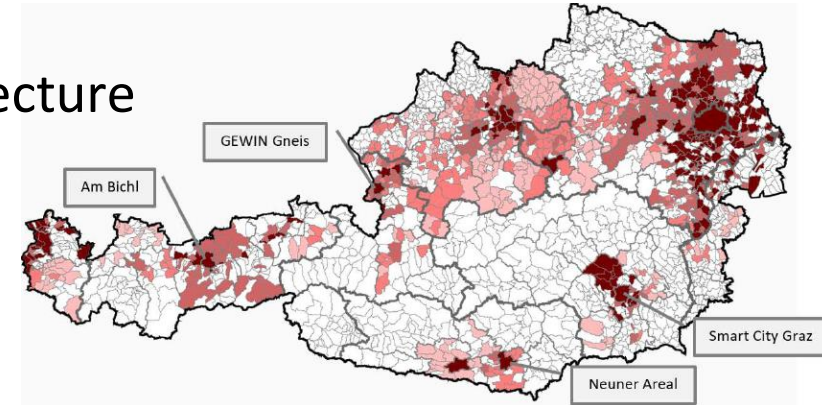 ecture
GEWIN Gneis
Am Bichl
Smart City Graz
Neuner Areal